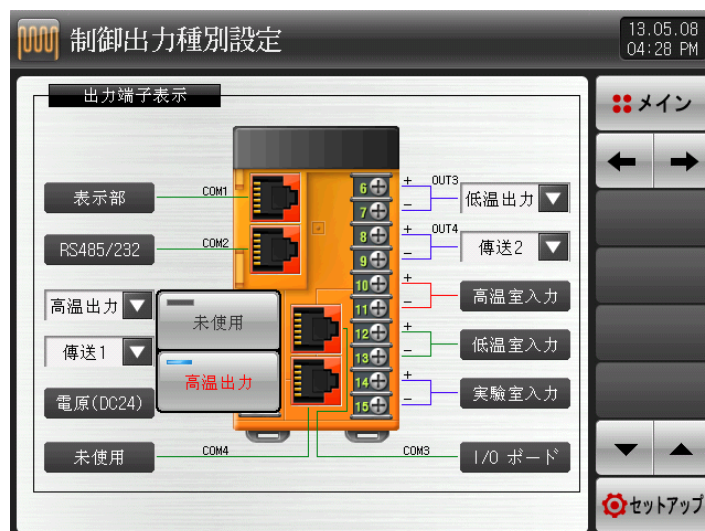 制御出力種別設定
13.05.08
04:28 PM
出力端子表示
メイン
表示部
COM1
6
+
OUT3
低温出力
7
-
RS485/232
COM2
8
+
OUT4
傳送2
9
-
高温出力
未使用
10
+
高温室入力
11
-
傳送1
高温出力
12
+
低温室入力
13
-
電原(DC24)
14
+
実験室入力
15
-
未使用
COM4
COM3
I/O ボード
セットアップ